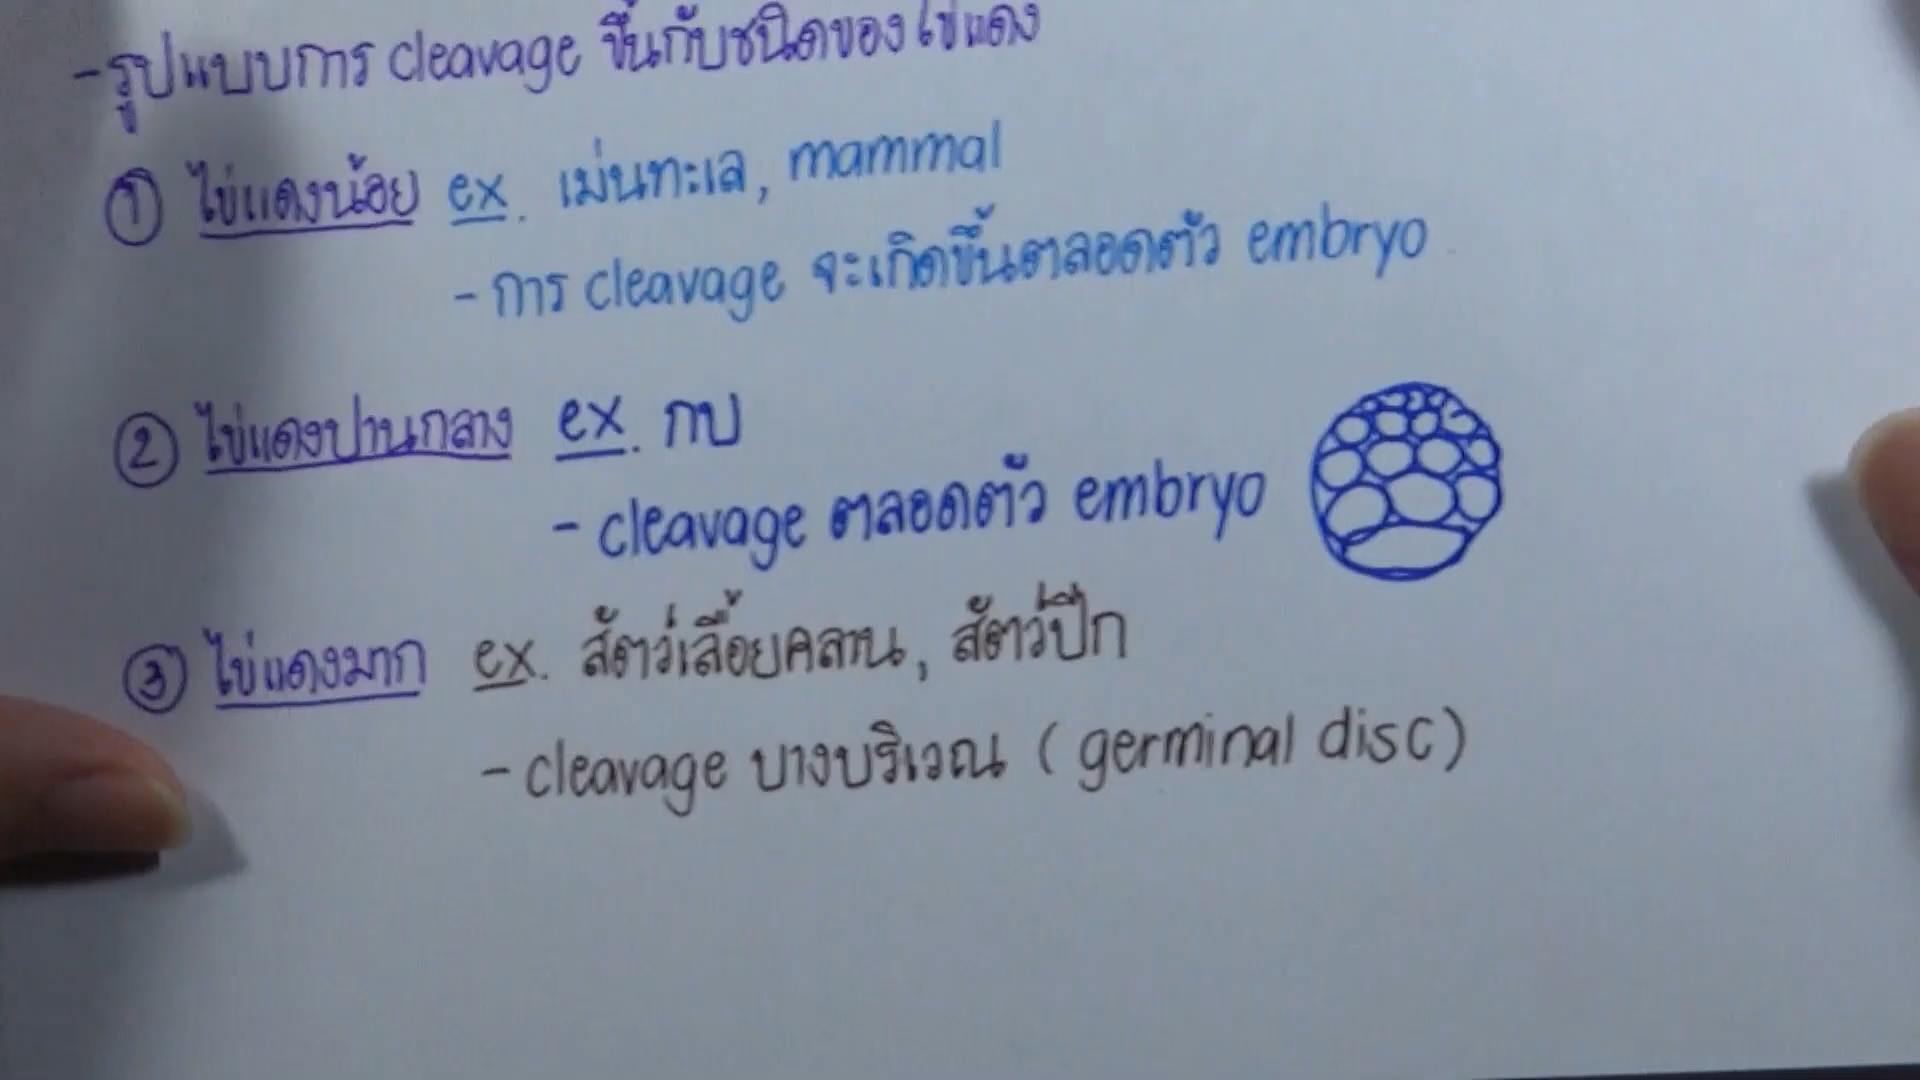 -รูปแบบการ cleavage ขึ้นกับชนิดของไข่แดง
① ไข่แดงน้อย ex. เม่นทะเล, mammal
- การ cleavage จะเกิดขึ้นตลอดตัว embryo
② ไข่แดงปานกลาง ex. กบ
- cleavage ตลอดตัว embryo
③ ไข่แดงมาก ex. สัตว์เลื้อยคลาน, สัตว์ปีก
- cleavage บางบริเวณ ( germinal disc)